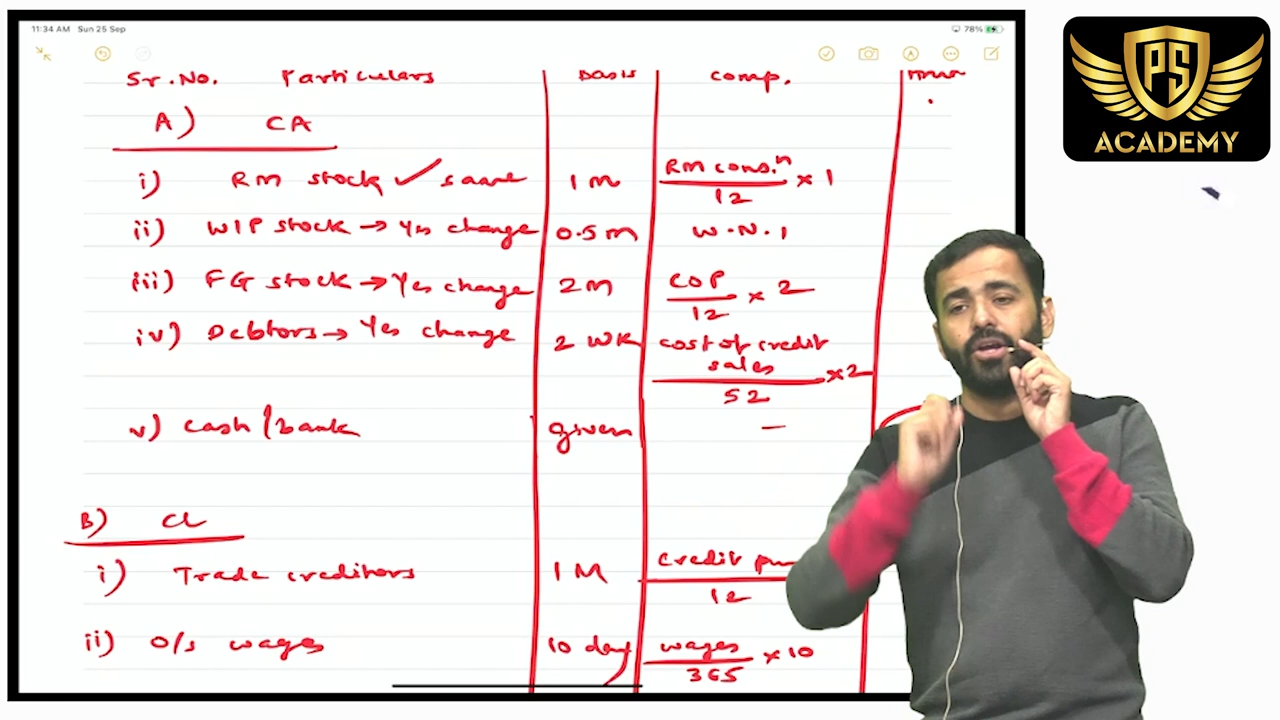 11:34 AM Sun 25 Sep
78%
PS
ACADEMY
Sr.No. Particulars Basis Comp.
A) CA
i) RM stock ✓ same 1 M RM cons.n / 12 × 1
ii) WIP stock → Yes change 0.5 M W.N.1
iii) FG stock → Yes change 2 M COP / 12 × 2
iv) Debtors → Yes change 2 WK cost of credit sales / 52 × 2
v) Cash / Bank given —
B) CL
i) Trade creditors 1 M Credit / 12
ii) O/s wages 10 day wages / 365 × 10